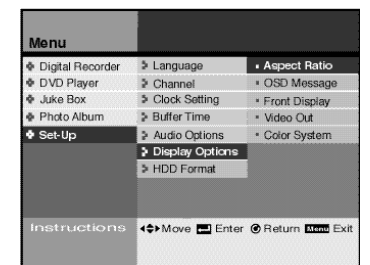 Menu
Digital Recorder
DVD Player
Juke Box
Photo Album
Set-Up
Language
Channel
Clock Setting
Buffer Time
Audio Options
Display Options
HDD Format
Aspect Ratio
OSD Message
Front Display
Video Out
Color System
Instructions
Move Enter Return Menu Exit